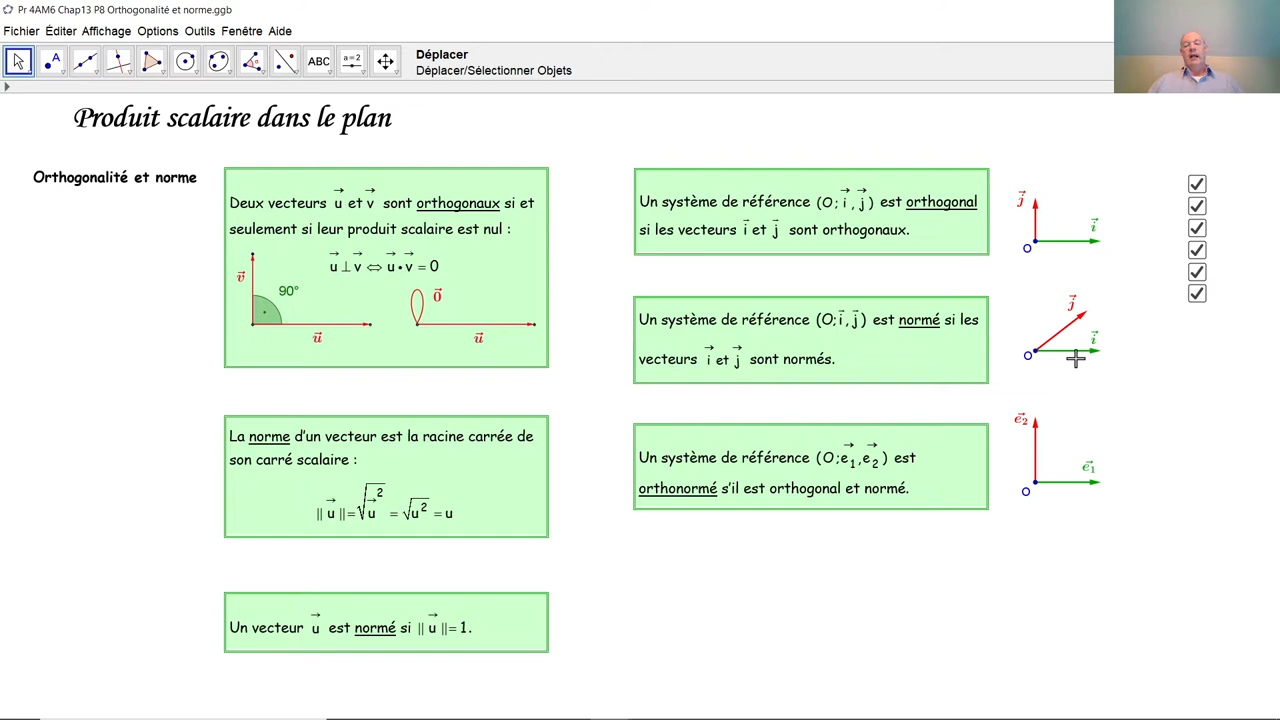 Pr 4AM6 Chap13 P8 Orthogonalité et norme.ggb
Fichier Éditer Affichage Options Outils Fenêtre Aide
A
ABC
a=2
Déplacer
Déplacer/Sélectionner Objets
Produit scalaire dans le plan
Orthogonalité et norme
Deux vecteurs u⃗ et v⃗ sont orthogonaux si et
seulement si leur produit scalaire est nul :
u⃗ ⊥ v⃗ ⇔ u⃗ • v⃗ = 0
v⃗
90°
u⃗
0⃗
u⃗
La norme d'un vecteur est la racine carrée de
son carré scalaire :
|| u⃗ ||= √u⃗² = √u² = u
Un vecteur u⃗ est normé si || u⃗ ||= 1.
Un système de référence (O; i⃗, j⃗) est orthogonal
si les vecteurs i⃗ et j⃗ sont orthogonaux.
j⃗
i⃗
O
Un système de référence (O; i⃗, j⃗) est normé si les
vecteurs i⃗ et j⃗ sont normés.
j⃗
i⃗
O
Un système de référence (O; e⃗₁, e⃗₂) est
orthonormé s'il est orthogonal et normé.
e⃗₂
e⃗₁
O